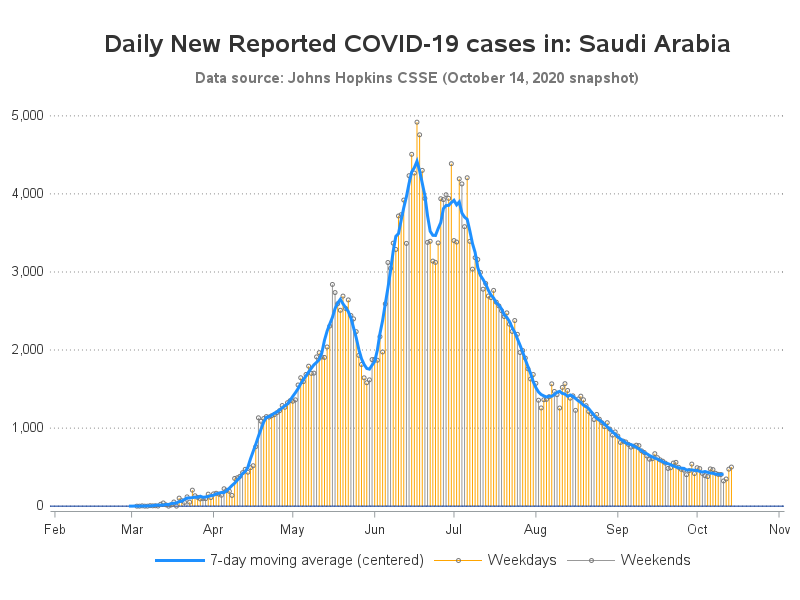 Daily New Reported COVID-19 cases in: Saudi Arabia
Data source: Johns Hopkins CSSE (October 14, 2020 snapshot)
5,000
4,000
3,000
2,000
1,000
0
Feb Mar Apr May Jun Jul Aug Sep Oct Nov
7-day moving average (centered) Weekdays Weekends